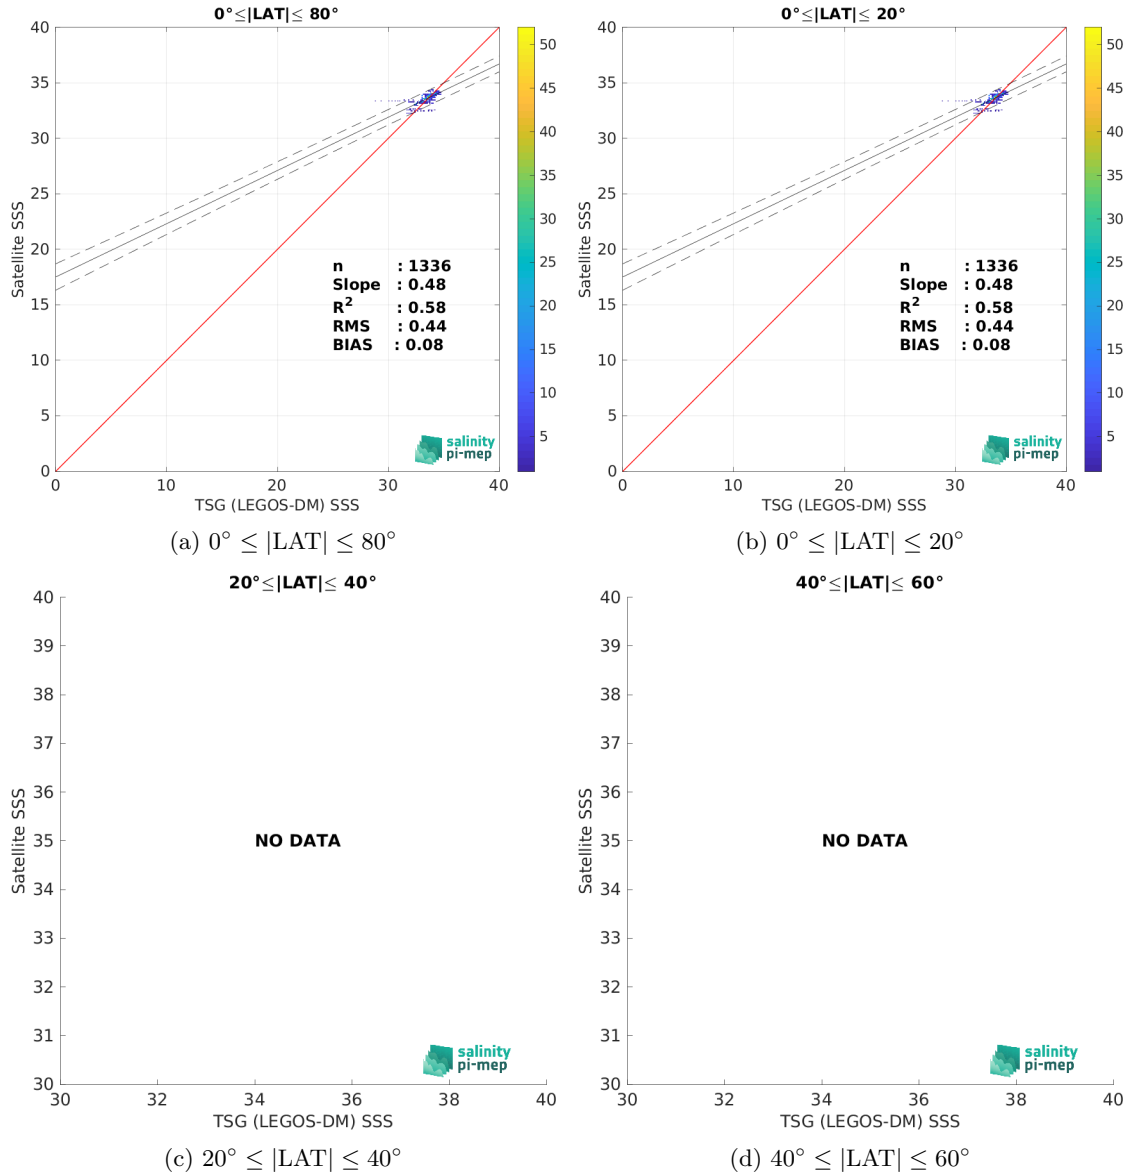 0°≤|LAT|≤ 80°
40
35
30
25
20
15
10
5
0
Satellite SSS
n : 1336
Slope : 0.48
R² : 0.58
RMS : 0.44
BIAS : 0.08
salinity
pi-mep
0 10 20 30 40
TSG (LEGOS-DM) SSS
50
45
40
35
30
25
20
15
10
5
(a) 0° ≤ |LAT| ≤ 80°
0°≤|LAT|≤ 20°
40
35
30
25
20
15
10
5
0
Satellite SSS
n : 1336
Slope : 0.48
R² : 0.58
RMS : 0.44
BIAS : 0.08
salinity
pi-mep
0 10 20 30 40
TSG (LEGOS-DM) SSS
50
45
40
35
30
25
20
15
10
5
(b) 0° ≤ |LAT| ≤ 20°
20°≤|LAT|≤ 40°
40
39
38
37
36
35
34
33
32
31
30
Satellite SSS
NO DATA
salinity
pi-mep
30 32 34 36 38 40
TSG (LEGOS-DM) SSS
(c) 20° ≤ |LAT| ≤ 40°
40°≤|LAT|≤ 60°
40
39
38
37
36
35
34
33
32
31
30
Satellite SSS
NO DATA
salinity
pi-mep
30 32 34 36 38 40
TSG (LEGOS-DM) SSS
(d) 40° ≤ |LAT| ≤ 60°